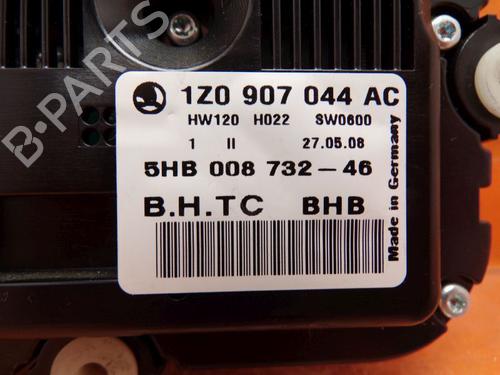 1Z0 907 044 AC
HW120 H022 SW0600
1 II 27.05.08
5HB 008 732-46
B.H.TC BHB
Made in Germany
B-PARTS